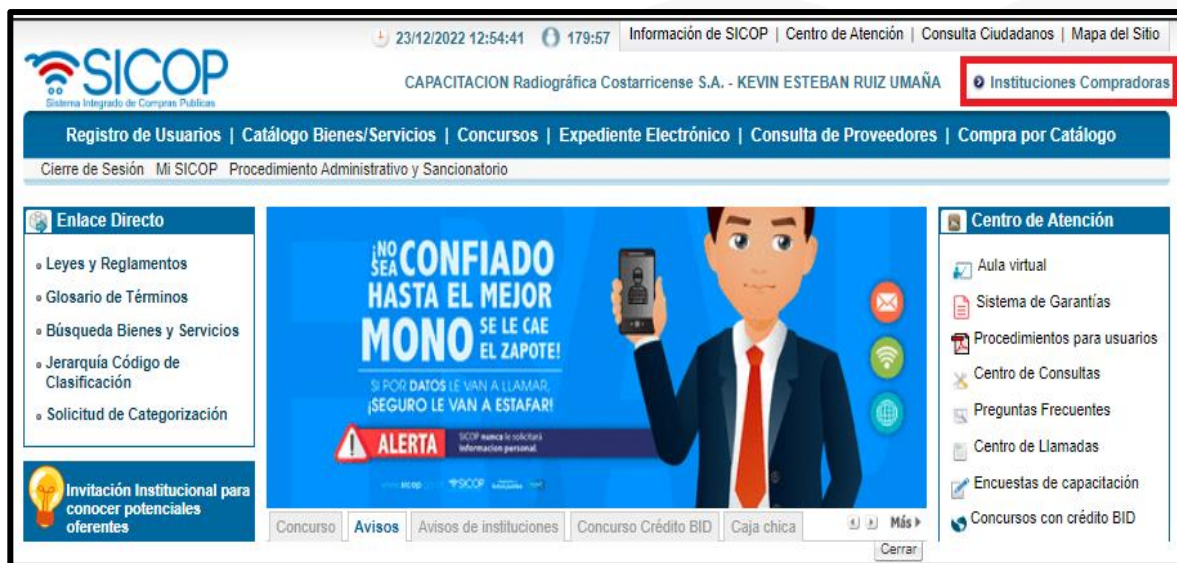 23/12/2022 12:54:41 179:57 Información de SICOP | Centro de Atención | Consulta Ciudadanos | Mapa del Sitio
SICOP
Sistema Integrado de Compras Publicas
CAPACITACION Radiográfica Costarricense S.A. - KEVIN ESTEBAN RUIZ UMAÑA
Instituciones Compradoras
Registro de Usuarios | Catálogo Bienes/Servicios | Concursos | Expediente Electrónico | Consulta de Proveedores | Compra por Catálogo
Cierre de Sesión Mi SICOP Procedimiento Administrativo y Sancionatorio
Enlace Directo
Leyes y Reglamentos
Glosario de Términos
Búsqueda Bienes y Servicios
Jerarquía Código de
Clasificación
Solicitud de Categorización
Invitación Institucional para
conocer potenciales
oferentes
¡NO SEA CONFIADO
HASTA EL MEJOR
MONO SE LE CAE
EL ZAPOTE!
SI POR DATOS LE VAN A LLAMAR,
¡SEGURO LE VAN A ESTAFAR!
ALERTA
SICOP nunca le solicitará
informacion personal.
SICOP
Concurso Avisos Avisos de instituciones Concurso Crédito BID Caja chica Más
Cerrar
Centro de Atención
Aula virtual
Sistema de Garantías
Procedimientos para usuarios
Centro de Consultas
Preguntas Frecuentes
Centro de Llamadas
Encuestas de capacitación
Concursos con crédito BID